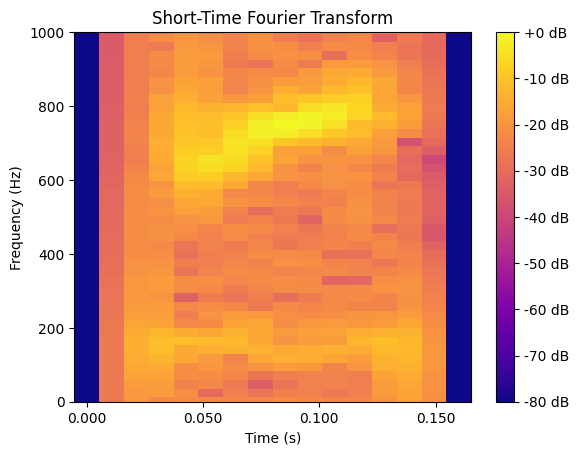 Short-Time Fourier Transform
1000
800
600
400
200
0
Frequency (Hz)
0.000
0.050
0.100
0.150
Time (s)
+0 dB
-10 dB
-20 dB
-30 dB
-40 dB
-50 dB
-60 dB
-70 dB
-80 dB